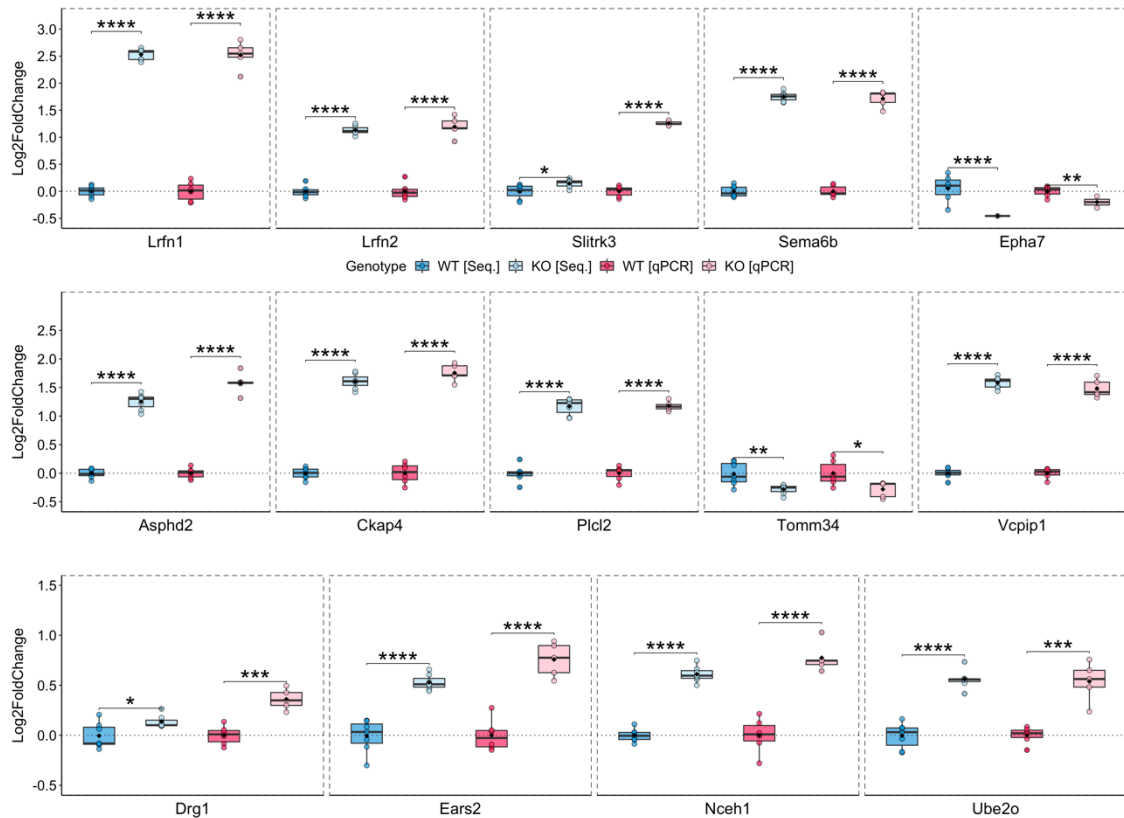 **** **** **** **** * **** **** **** **** **
Log2FoldChange
3.0
2.5
2.0
1.5
1.0
0.5
0.0
-0.5
Lrfn1 Lrfn2 Slitrk3 Sema6b Epha7
Genotype WT [Seq.] KO [Seq.] WT [qPCR] KO [qPCR]
**** **** **** **** **** **** ** * **** ****
Log2FoldChange
2.5
2.0
1.5
1.0
0.5
0.0
-0.5
Asphd2 Ckap4 Plcl2 Tomm34 Vcpip1
* *** **** **** **** **** **** ***
Log2FoldChange
1.5
1.0
0.5
0.0
-0.5
Drg1 Ears2 Nceh1 Ube2o